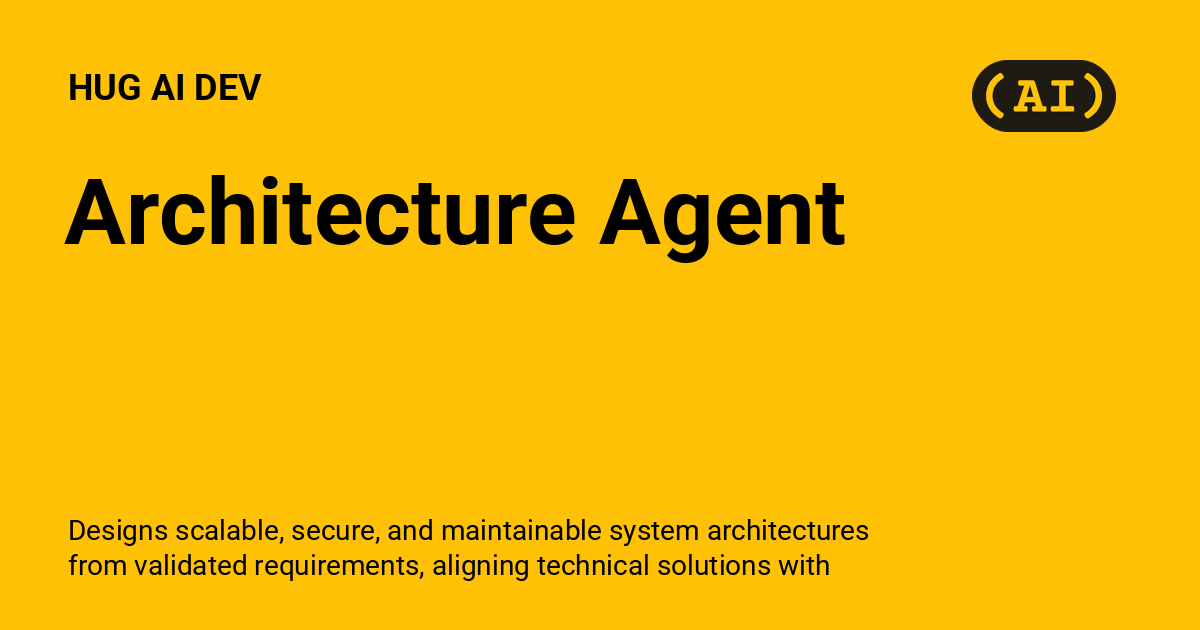 HUG AI DEV
(AI)
Architecture Agent
Designs scalable, secure, and maintainable system architectures
from validated requirements, aligning technical solutions with